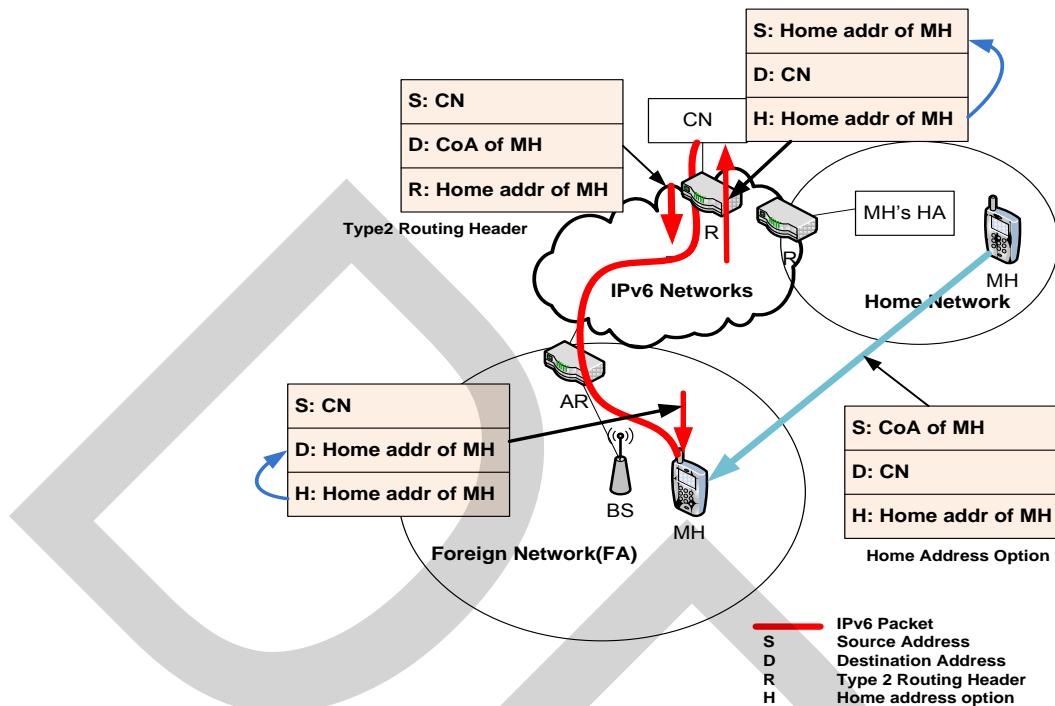 S: Home addr of MH
D: CN
H: Home addr of MH
S: CN
D: CoA of MH
R: Home addr of MH
Type2 Routing Header
CN
R
R
MH's HA
MH
IPv6 Networks
Home Network
AR
S: CN
D: Home addr of MH
H: Home addr of MH
BS
MH
Foreign Network(FA)
S: CoA of MH
D: CN
H: Home addr of MH
Home Address Option
IPv6 Packet
S Source Address
D Destination Address
R Type 2 Routing Header
H Home address option